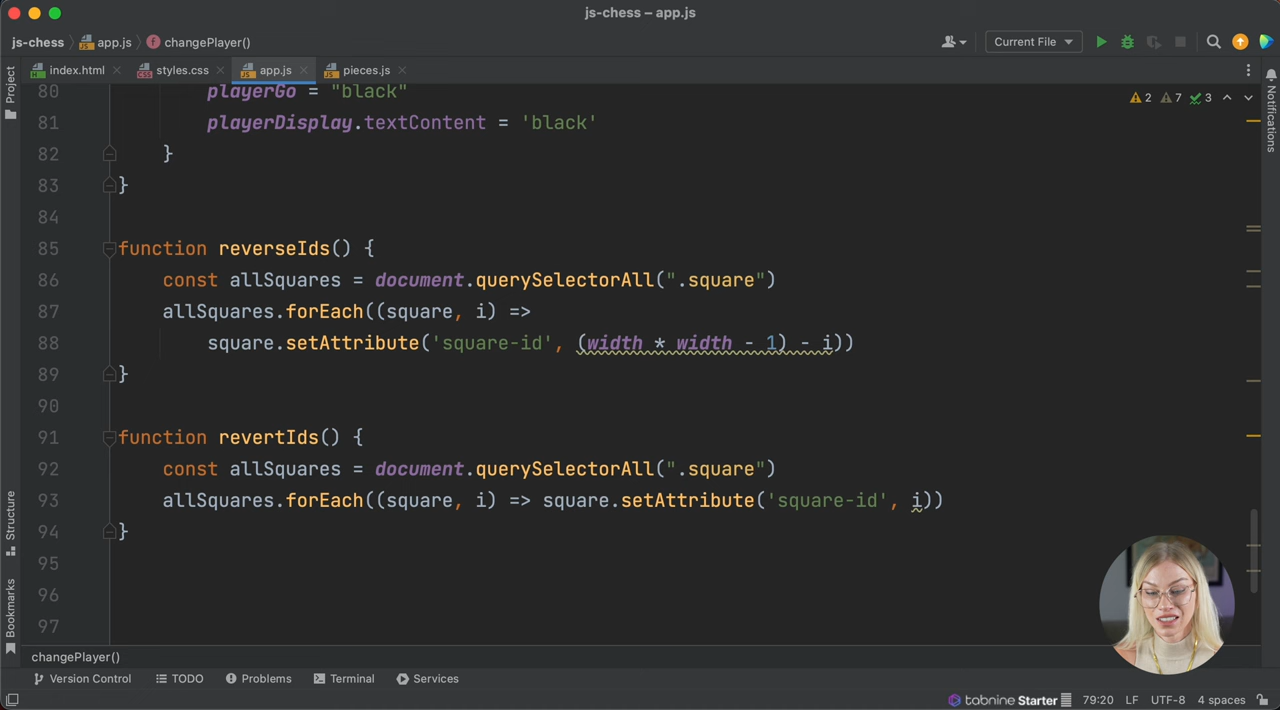 js-chess – app.js
js-chess app.js changePlayer()
Current File
index.html styles.css app.js pieces.js
Project
Notifications
2 7 3
80 playerGo = "black"
81 playerDisplay.textContent = 'black'
82 }
83 }
84
85 function reverseIds() {
86 const allSquares = document.querySelectorAll(".square")
87 allSquares.forEach((square, i) =>
88 square.setAttribute('square-id', (width * width - 1) - i))
89 }
90
91 function revertIds() {
92 const allSquares = document.querySelectorAll(".square")
93 allSquares.forEach((square, i) => square.setAttribute('square-id', i))
94 }
95
96
97
Structure
Bookmarks
changePlayer()
Version Control TODO Problems Terminal Services
tabnine Starter 79:20 LF UTF-8 4 spaces